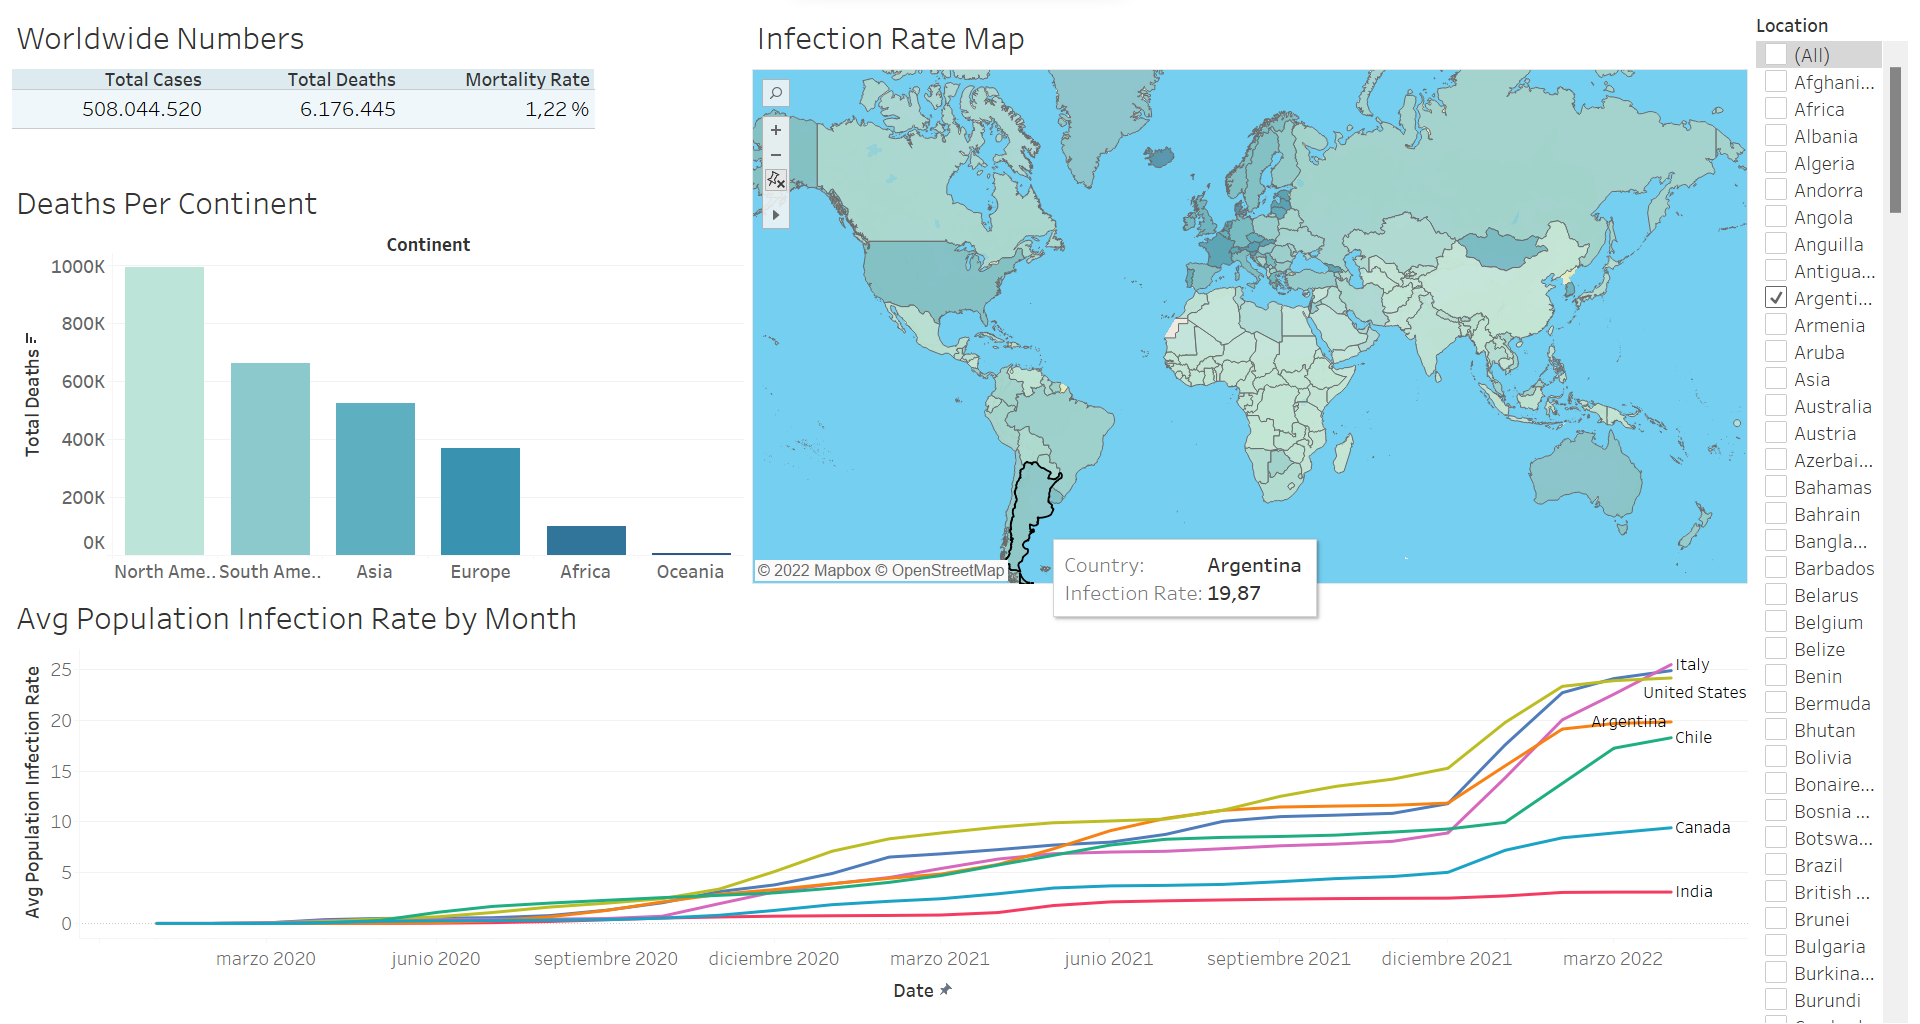 Worldwide Numbers
Total Cases Total Deaths Mortality Rate
508.044.520 6.176.445 1,22 %
Deaths Per Continent
Continent
Total Deaths
1000K
800K
600K
400K
200K
0K
North Ame.. South Ame.. Asia Europe Africa Oceania
Infection Rate Map
© 2022 Mapbox © OpenStreetMap
Country: Argentina
Infection Rate: 19,87
Avg Population Infection Rate by Month
Avg Population Infection Rate
25
20
15
10
5
0
Italy
United States
Argentina
Chile
Canada
India
marzo 2020 junio 2020 septiembre 2020 diciembre 2020 marzo 2021 junio 2021 septiembre 2021 diciembre 2021 marzo 2022
Date
Location
(All)
Afghani...
Africa
Albania
Algeria
Andorra
Angola
Anguilla
Antigua...
Argenti...
Armenia
Aruba
Asia
Australia
Austria
Azerbai...
Bahamas
Bahrain
Bangla...
Barbados
Belarus
Belgium
Belize
Benin
Bermuda
Bhutan
Bolivia
Bonaire...
Bosnia ...
Botswa...
Brazil
British ...
Brunei
Bulgaria
Burkina...
Burundi